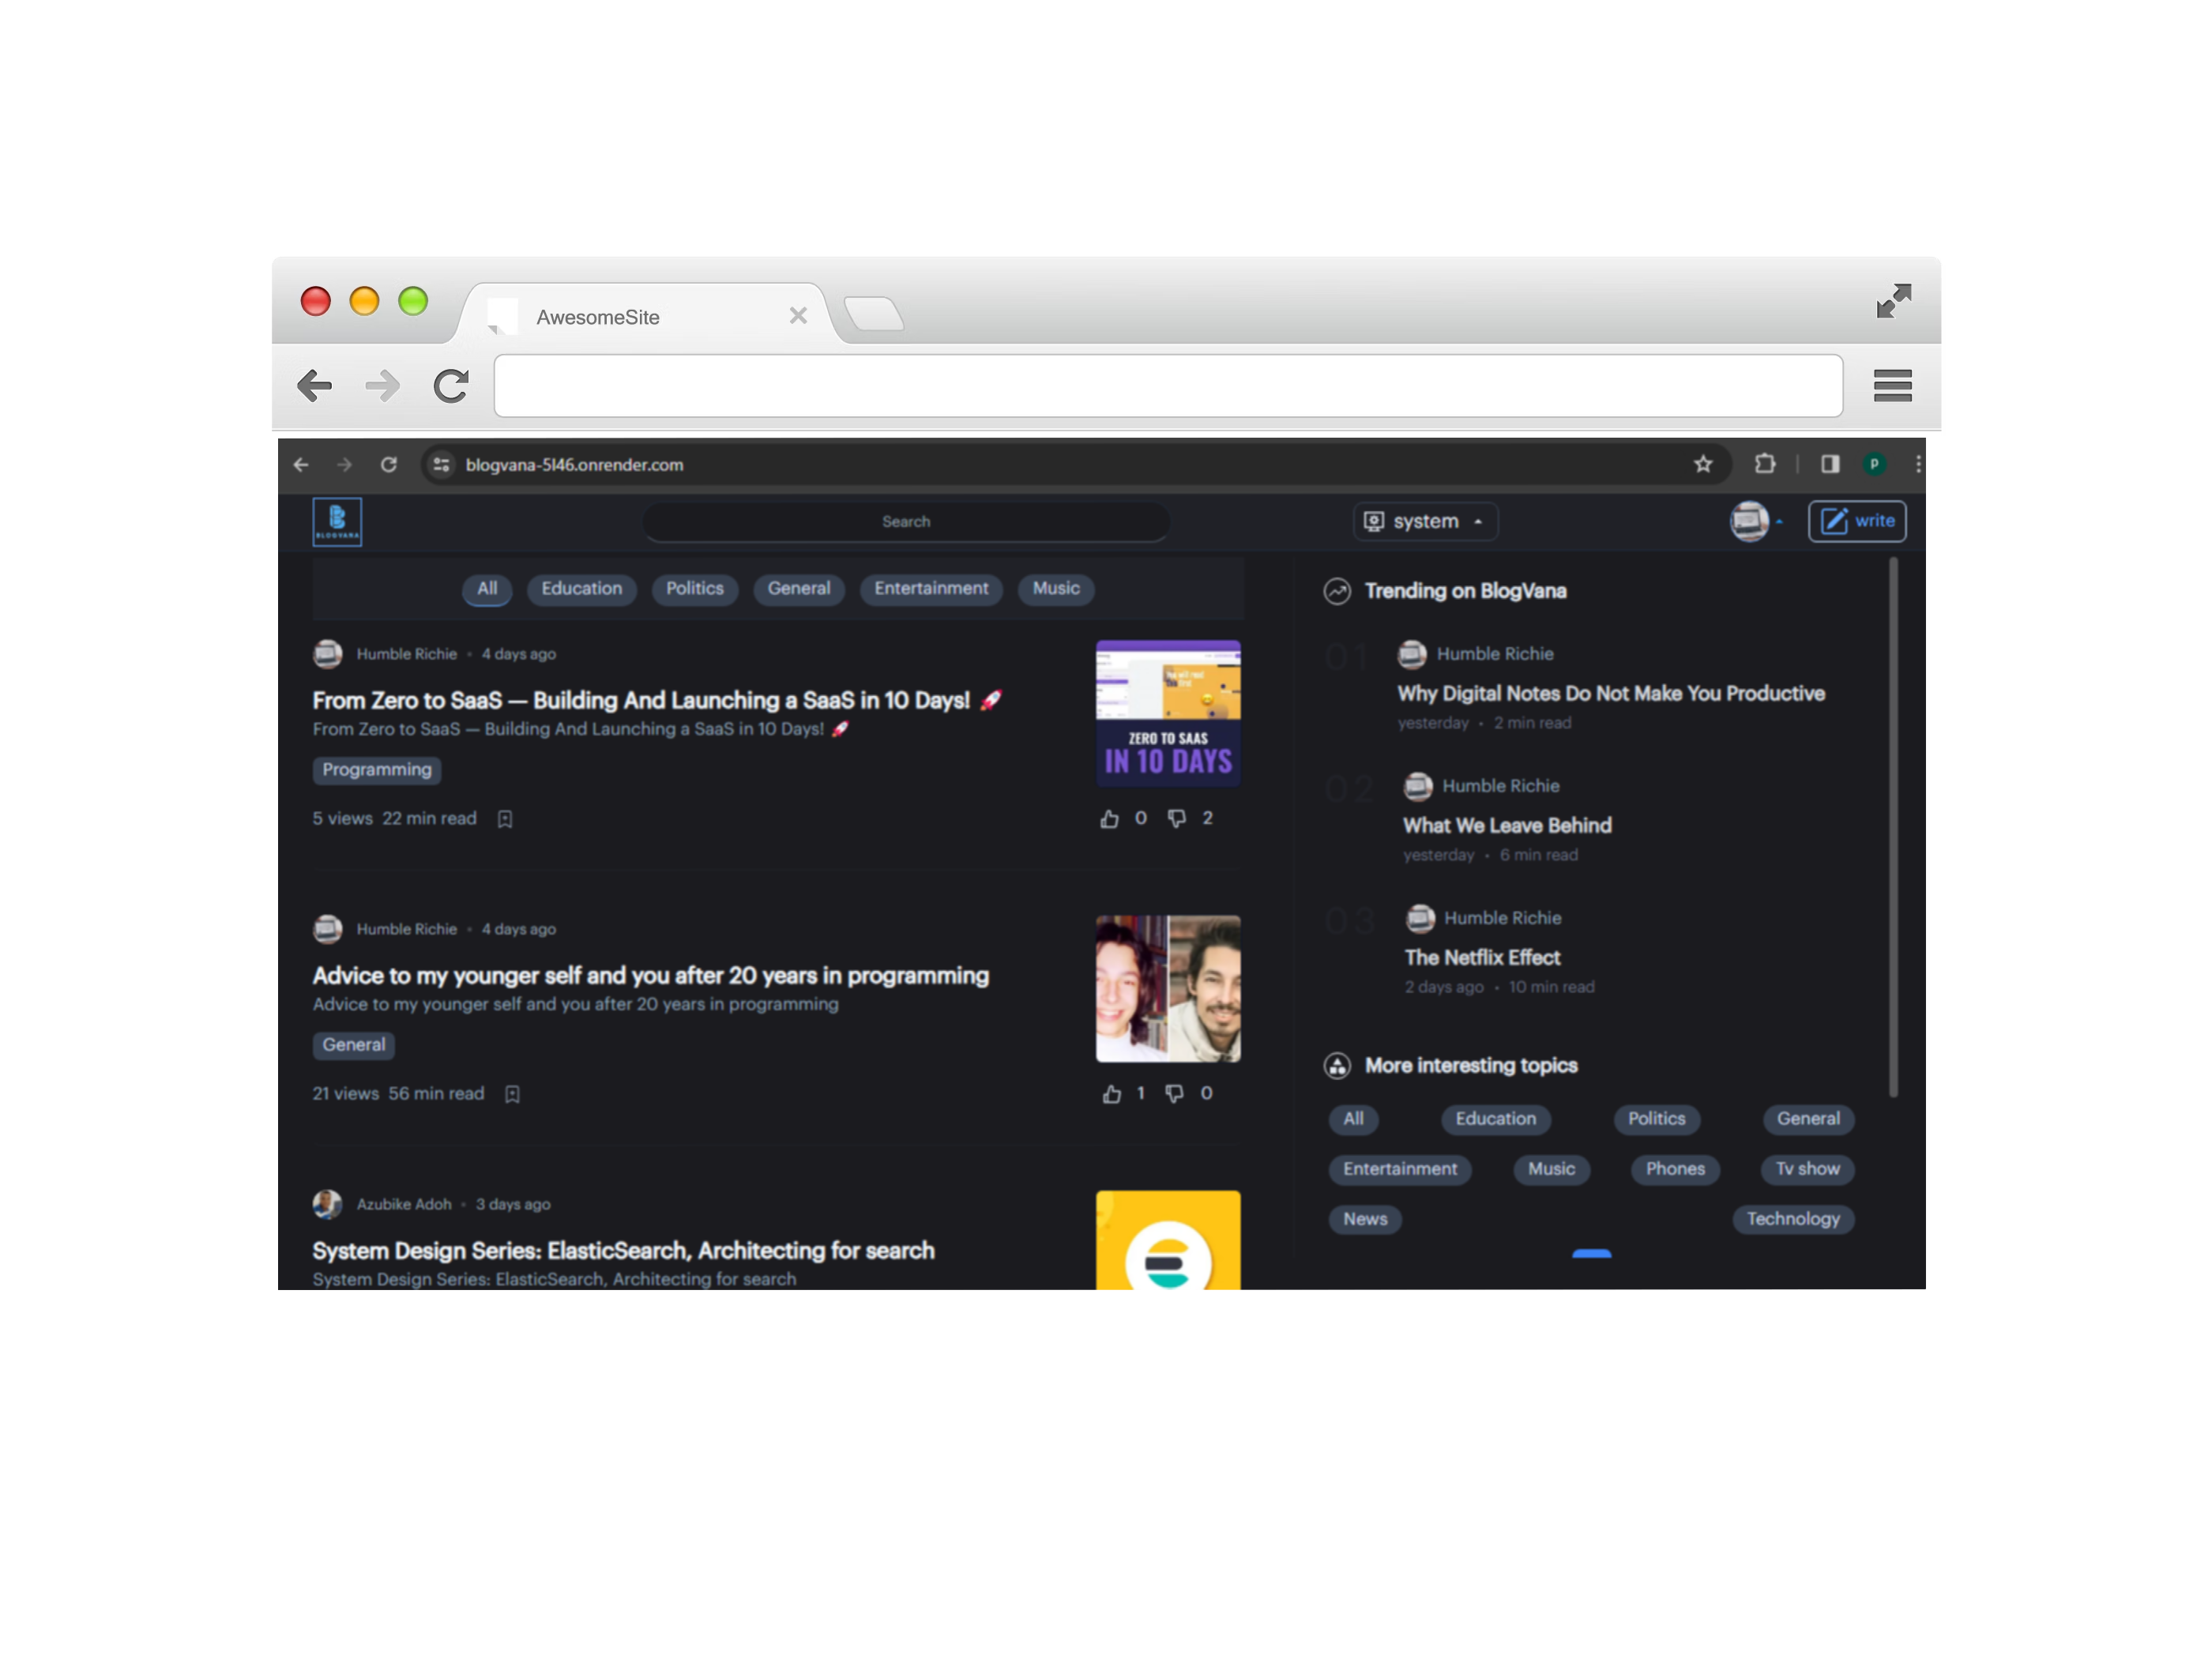 AwesomeSite
blogvana-5l46.onrender.com
P
BLOGVANA
Search
system
write
All Education Politics General Entertainment Music
Humble Richie • 4 days ago
From Zero to SaaS — Building And Launching a SaaS in 10 Days! 🚀
From Zero to SaaS — Building And Launching a SaaS in 10 Days! 🚀
Programming
5 views 22 min read
ZERO TO SAAS
IN 10 DAYS
0 2
Humble Richie • 4 days ago
Advice to my younger self and you after 20 years in programming
Advice to my younger self and you after 20 years in programming
General
21 views 56 min read
1 0
Azubike Adoh • 3 days ago
System Design Series: ElasticSearch, Architecting for search
System Design Series: ElasticSearch, Architecting for search
Trending on BlogVana
01 Humble Richie
Why Digital Notes Do Not Make You Productive
yesterday • 2 min read
02 Humble Richie
What We Leave Behind
yesterday • 6 min read
03 Humble Richie
The Netflix Effect
2 days ago • 10 min read
More interesting topics
All Education Politics General
Entertainment Music Phones Tv show
News Technology